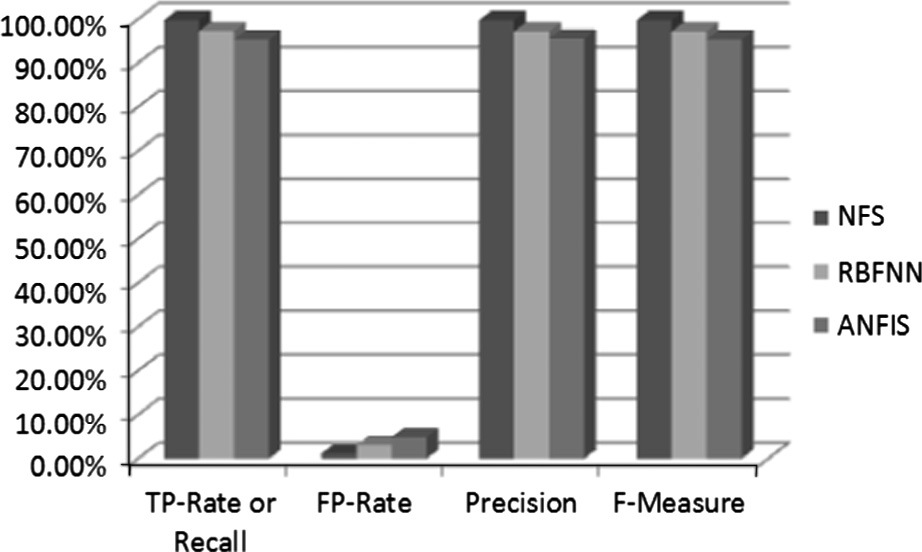 100.00%
90.00%
80.00%
70.00%
60.00%
50.00%
40.00%
30.00%
20.00%
10.00%
0.00%
TP-Rate or
Recall
FP-Rate
Precision
F-Measure
NFS
RBFNN
ANFIS